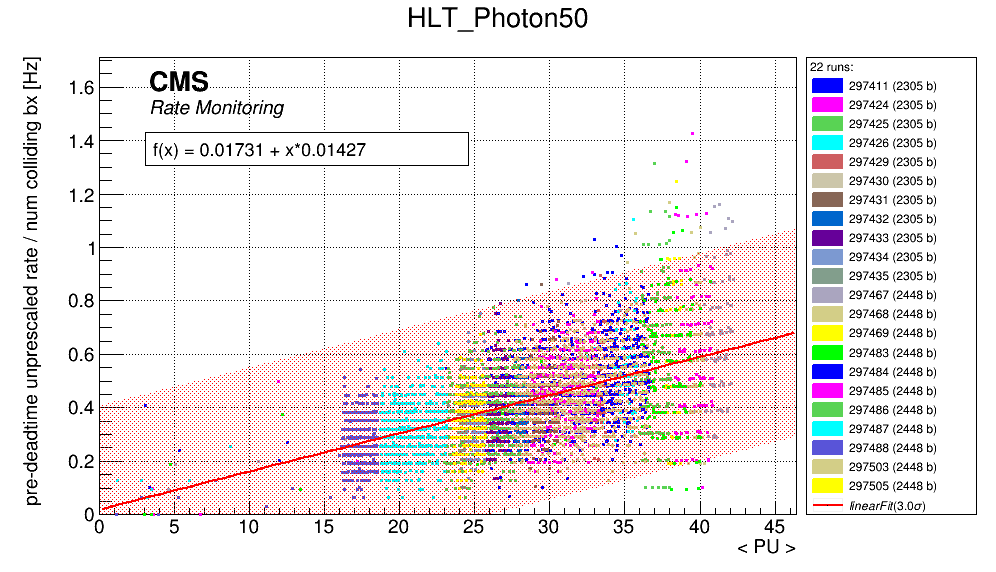 HLT_Photon50
pre-deadtime unprescaled rate / num colliding bx [Hz]
CMS
Rate Monitoring
f(x) = 0.01731 + x*0.01427
1.6
1.4
1.2
1
0.8
0.6
0.4
0.2
0
0 5 10 15 20 25 30 35 40 45
< PU >
22 runs:
297411 (2305 b)
297424 (2305 b)
297425 (2305 b)
297426 (2305 b)
297429 (2305 b)
297430 (2305 b)
297431 (2305 b)
297432 (2305 b)
297433 (2305 b)
297434 (2305 b)
297435 (2305 b)
297467 (2448 b)
297468 (2448 b)
297469 (2448 b)
297483 (2448 b)
297484 (2448 b)
297485 (2448 b)
297486 (2448 b)
297487 (2448 b)
297488 (2448 b)
297503 (2448 b)
297505 (2448 b)
linearFit(3.0σ)